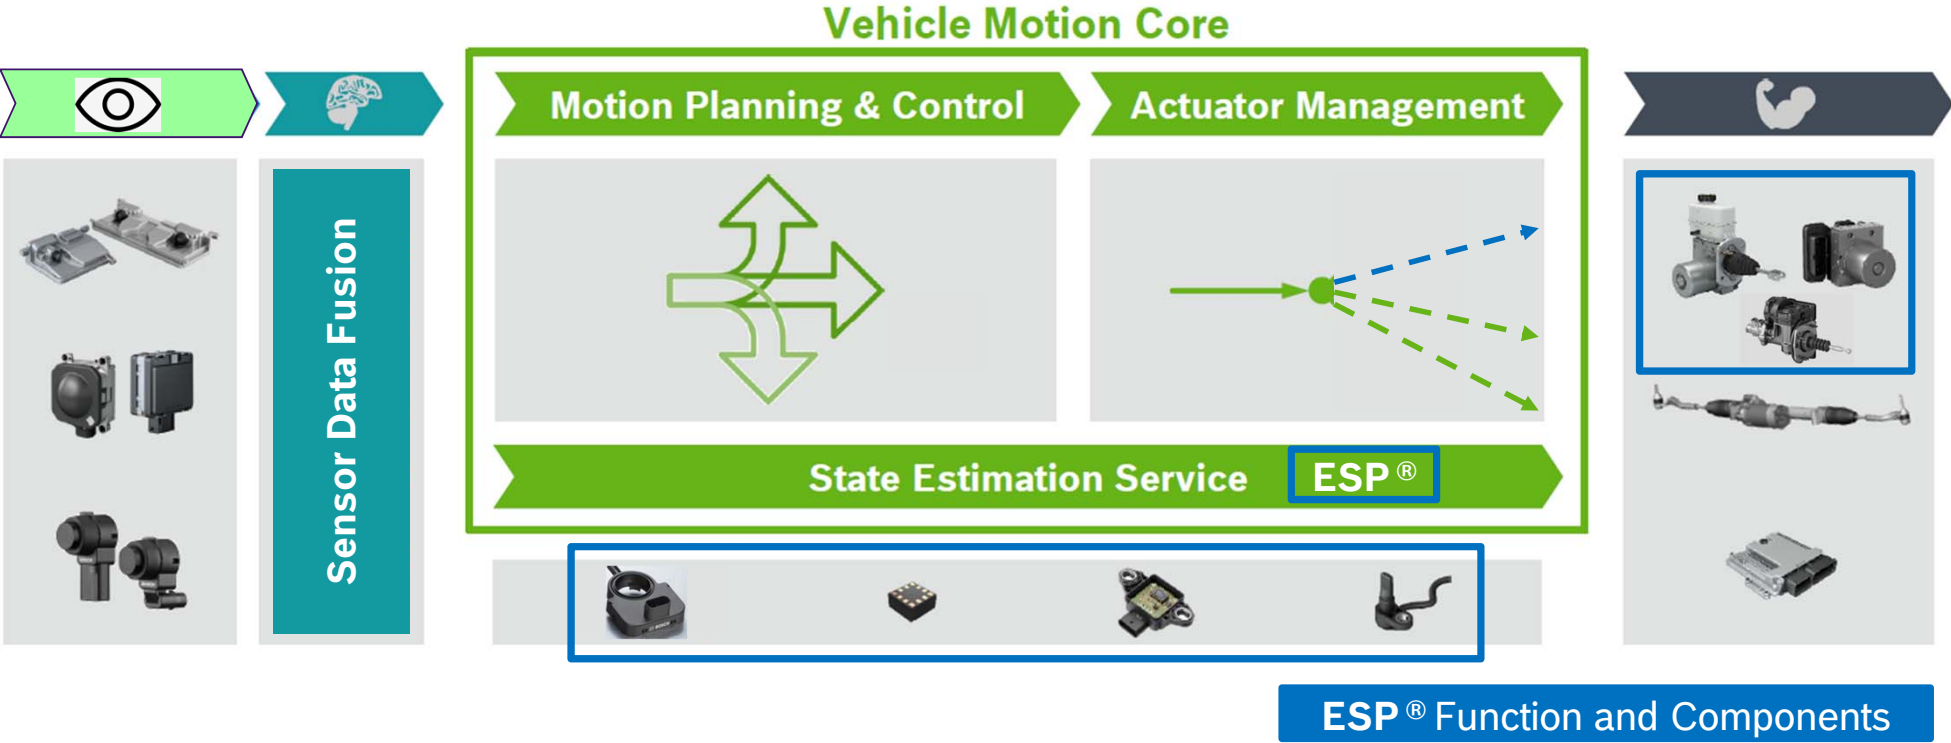 Vehicle Motion Core
Motion Planning & Control
Actuator Management
Sensor Data Fusion
State Estimation Service
ESP®
ESP® Function and Components